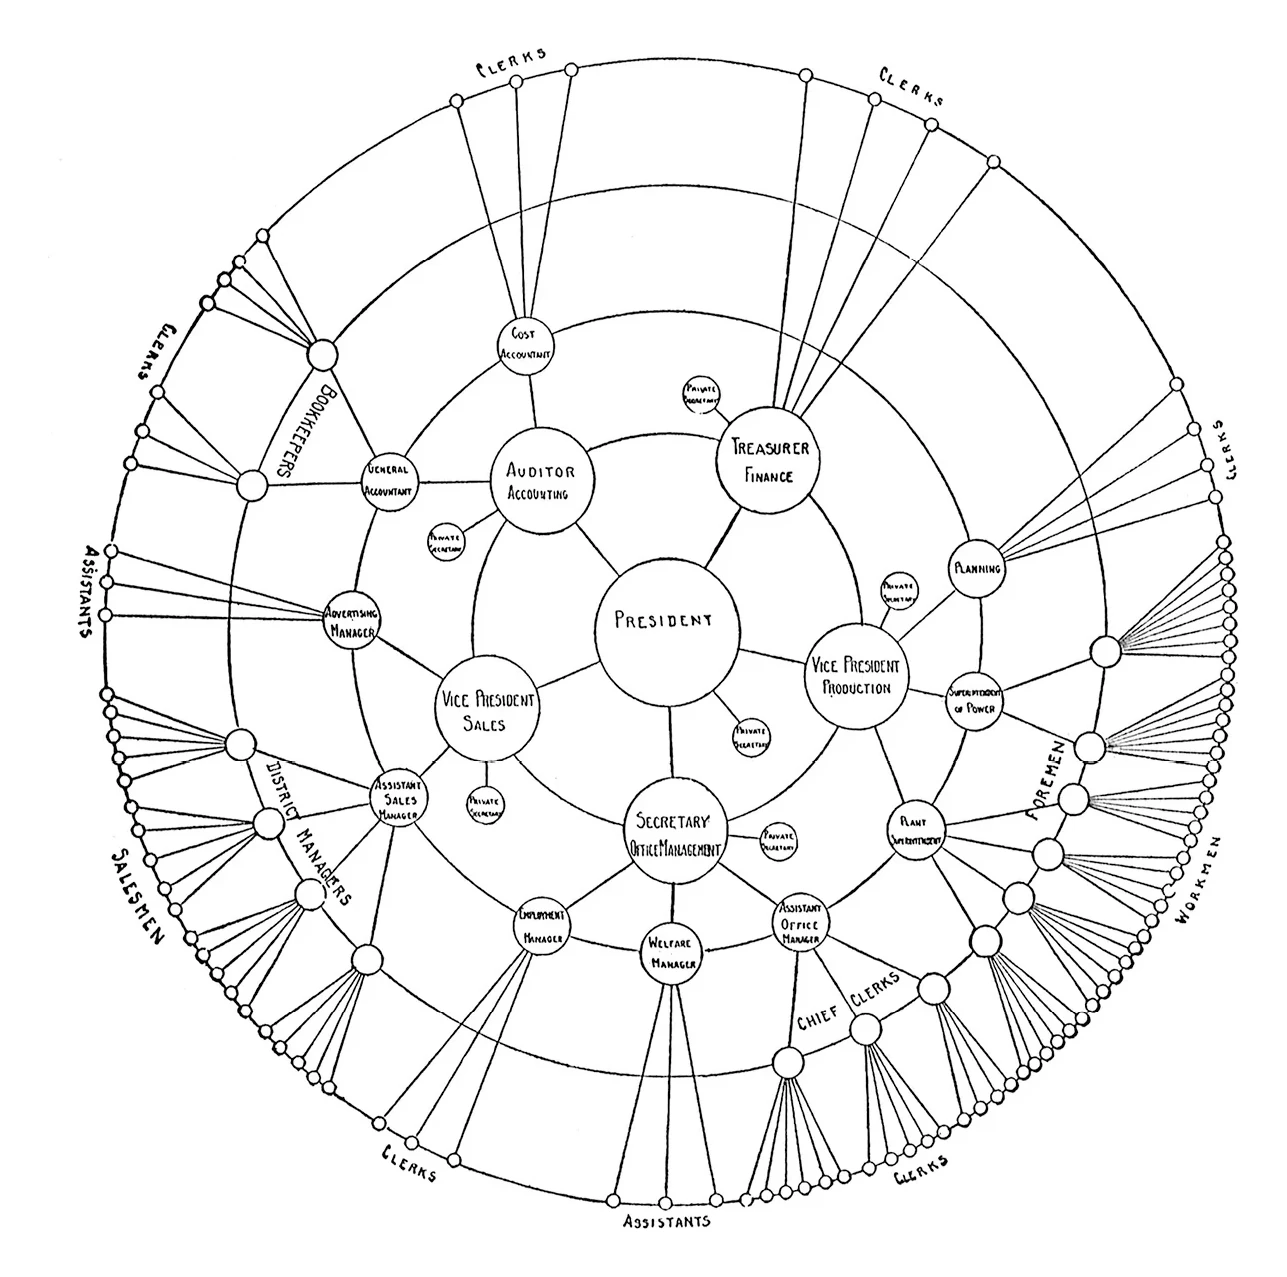 CLERKS
CLERKS
COST
ACCOUNTANT
PRIVATE
SECRETARY
TREASURER
FINANCE
CLERKS
BOOKKEEPERS
GENERAL
ACCOUNTANT
AUDITOR
ACCOUNTING
CLERKS
PRIVATE
SECRETARY
PLANNING
ASSISTANTS
ADVERTISING
MANAGER
PRESIDENT
PRIVATE
SECRETARY
VICE PRESIDENT
PRODUCTION
SUPERINTENDENT
OF POWER
VICE PRESIDENT
SALES
PRIVATE
SECRETARY
FOREMEN
DISTRICT MANAGERS
ASSISTANT
SALES
MANAGER
PRIVATE
SECRETARY
SECRETARY
OFFICE MANAGEMENT
PRIVATE
SECRETARY
PLANT
SUPERINTENDENT
SALESMEN
WORKMEN
EMPLOYMENT
MANAGER
WELFARE
MANAGER
ASSISTANT
OFFICE
MANAGER
CHIEF CLERKS
CLERKS
CLERKS
ASSISTANTS